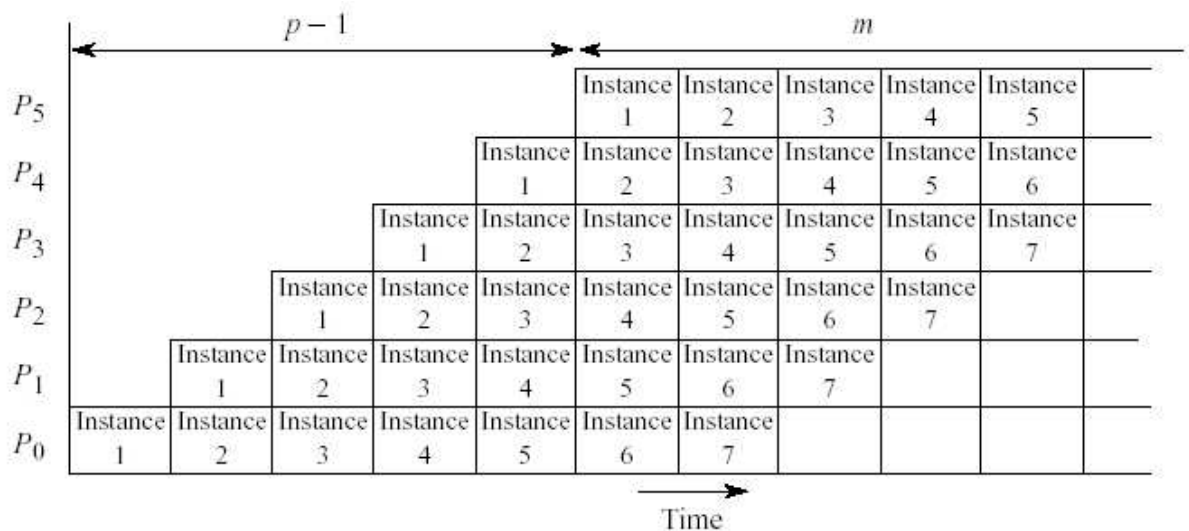 p − 1 m
P5 Instance Instance Instance Instance Instance
1 2 3 4 5
P4 Instance Instance Instance Instance Instance Instance
1 2 3 4 5 6
P3 Instance Instance Instance Instance Instance Instance Instance
1 2 3 4 5 6 7
P2 Instance Instance Instance Instance Instance Instance Instance
1 2 3 4 5 6 7
P1 Instance Instance Instance Instance Instance Instance Instance
1 2 3 4 5 6 7
P0 Instance Instance Instance Instance Instance Instance Instance
1 2 3 4 5 6 7
Time